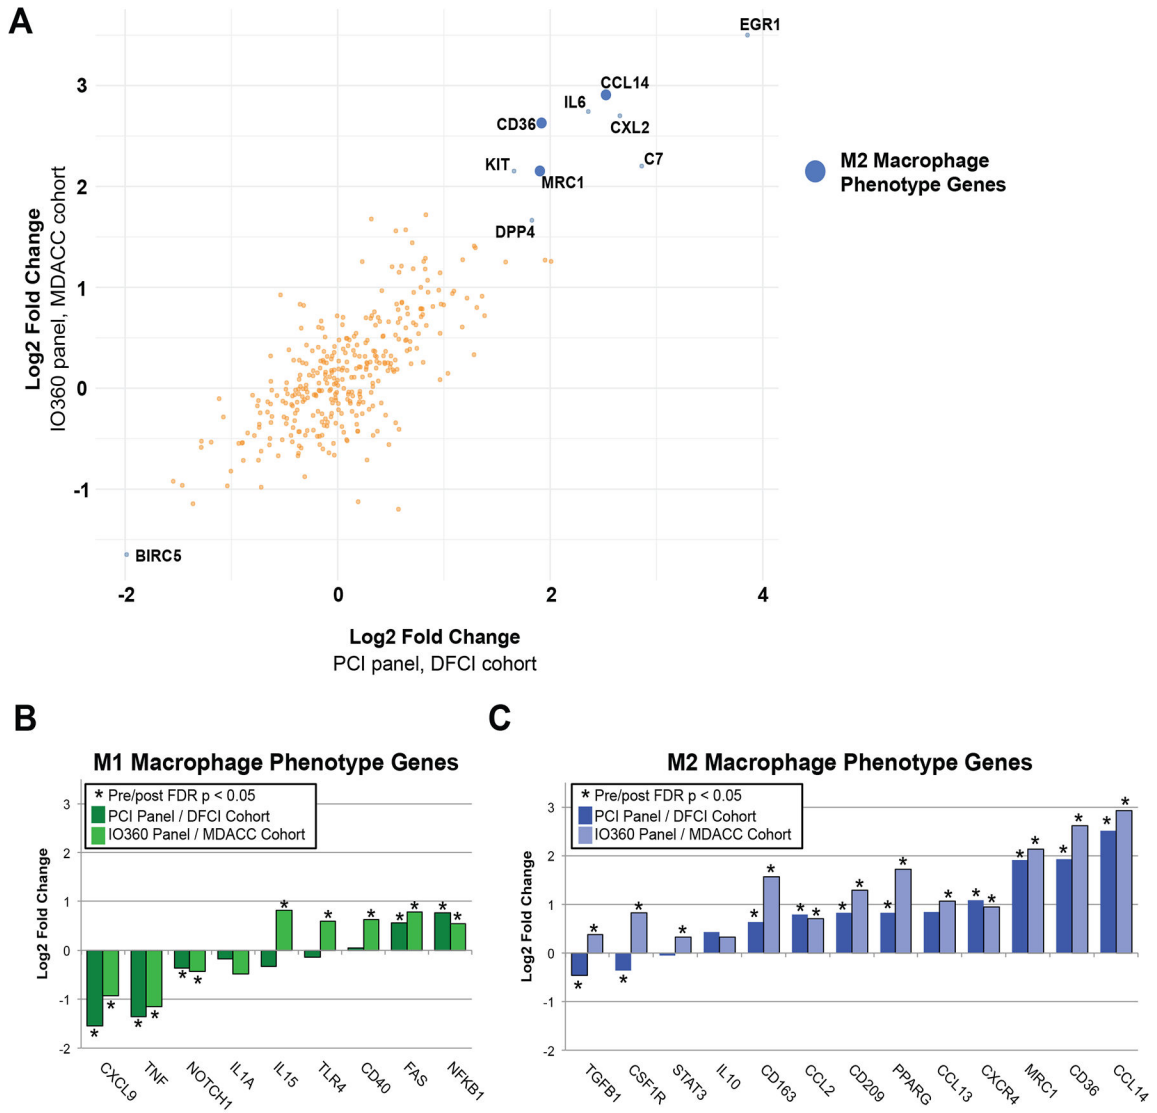 A
EGR1
3
CCL14
IL6
CD36
CXL2
C7
KIT
MRC1
2
DPP4
M2 Macrophage
Phenotype Genes
Log2 Fold Change
IO360 panel, MDACC cohort
1
0
-1
BIRC5
-2 0 2 4
Log2 Fold Change
PCI panel, DFCI cohort
B
M1 Macrophage Phenotype Genes
* Pre/post FDR p < 0.05
PCI Panel / DFCI Cohort
IO360 Panel / MDACC Cohort
Log2 Fold Change
3
2
1
0
-1
-2
* * * * * * * * * * * * *
CXCL9 TNF NOTCH1 IL1A IL15 TLR4 CD40 FAS NFKB1
C
M2 Macrophage Phenotype Genes
* Pre/post FDR p < 0.05
PCI Panel / DFCI Cohort
IO360 Panel / MDACC Cohort
Log2 Fold Change
3
2
1
0
-1
-2
* * * * * * * * * * * * * * * * * * * * * *
TGFB1 CSF1R STAT3 IL10 CD163 CCL2 CD209 PPARG CCL13 CXCR4 MRC1 CD36 CCL14